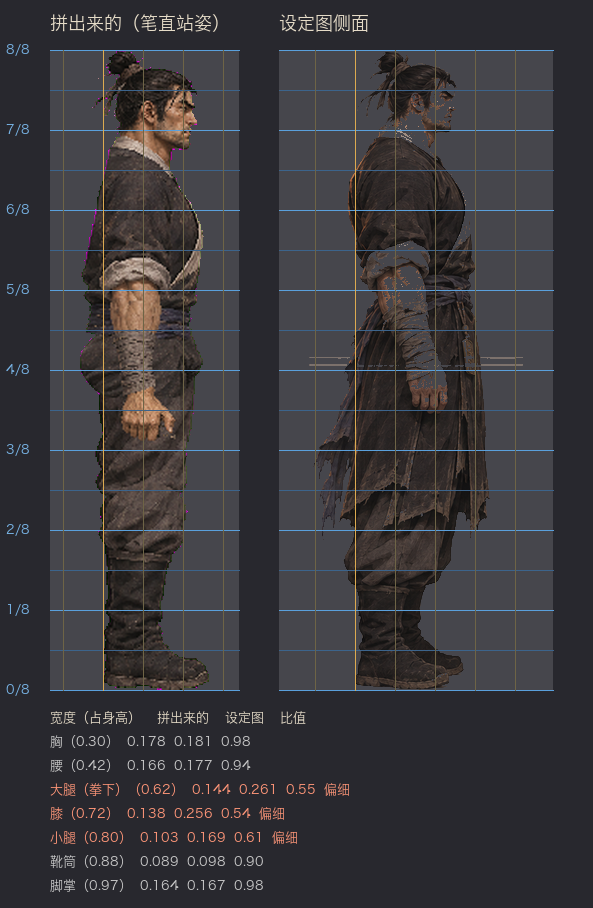 拼出来的（笔直站姿）
设定图侧面
8/8
7/8
6/8
5/8
4/8
3/8
2/8
1/8
0/8
宽度（占身高） 拼出来的 设定图 比值
胸（0.30） 0.178 0.181 0.98
腰（0.42） 0.166 0.177 0.94
大腿（拳下）（0.62） 0.144 0.261 0.55 偏细
膝（0.72） 0.138 0.256 0.54 偏细
小腿（0.80） 0.103 0.169 0.61 偏细
靴筒（0.88） 0.089 0.098 0.90
脚掌（0.97） 0.164 0.167 0.98